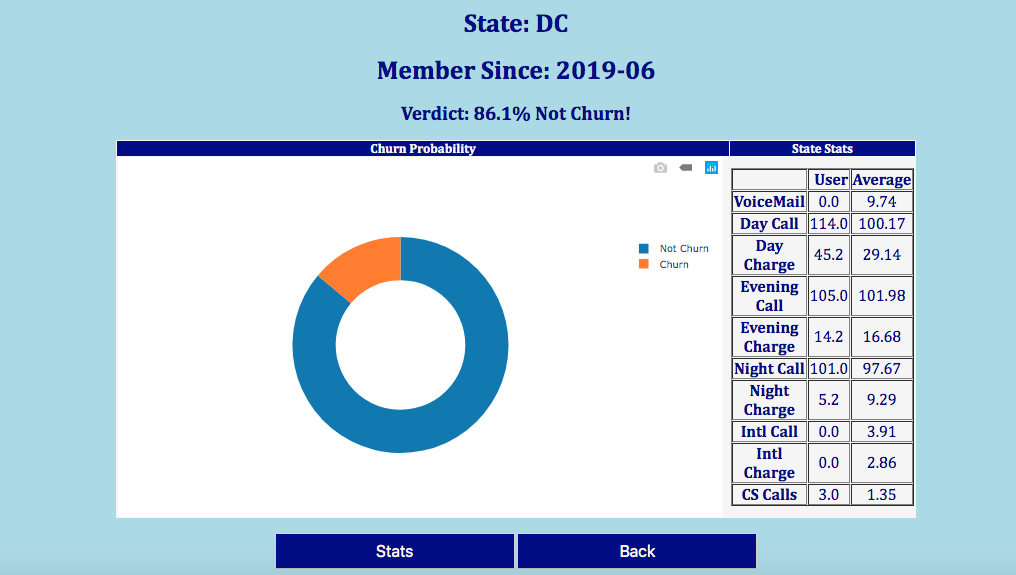 State: DC
Member Since: 2019-06
Verdict: 86.1% Not Churn!
Churn Probability
Not Churn
Churn
State Stats
User Average
VoiceMail 0.0 9.74
Day Call 114.0 100.17
Day
Charge 45.2 29.14
Evening
Call 105.0 101.98
Evening
Charge 14.2 16.68
Night Call 101.0 97.67
Night
Charge 5.2 9.29
Intl Call 0.0 3.91
Intl
Charge 0.0 2.86
CS Calls 3.0 1.35
Stats
Back